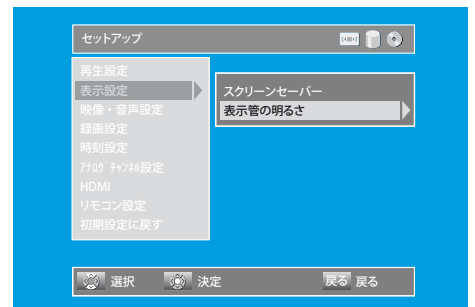 セットアップ
再生設定
表示設定
映像・音声設定
録画設定
時刻設定
ｱﾅﾛｸﾞ ﾁｬﾝﾈﾙ設定
HDMI
リモコン設定
初期設定に戻す
スクリーンセーバー
表示管の明るさ
選択 決定 戻る 戻る